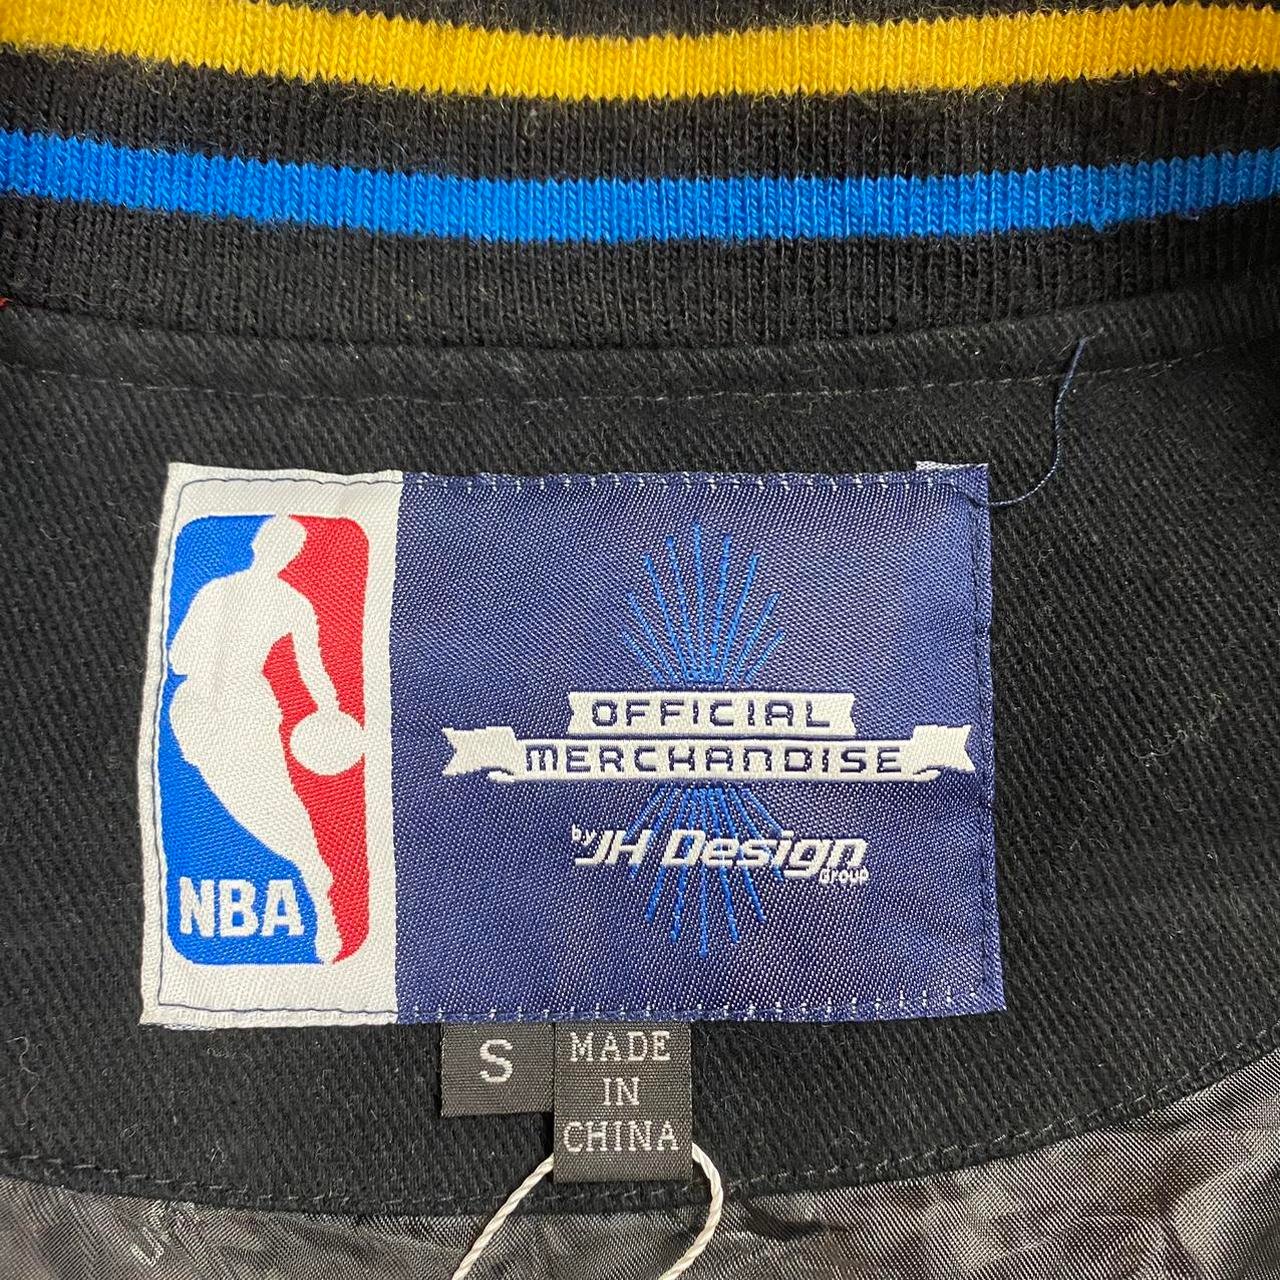 NBA
OFFICIAL
MERCHANDISE
by JH Design
Group
S
MADE
IN
CHINA